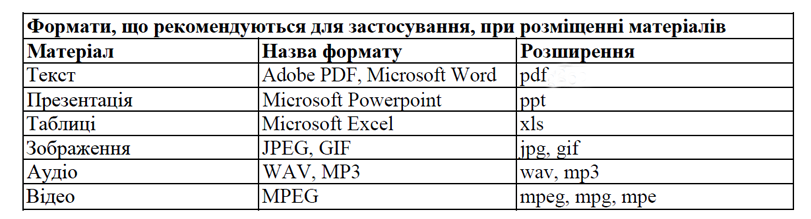 Формати, що рекомендуються для застосування, при розміщенні матеріалів
Матеріал Назва формату Розширення
Текст Adobe PDF, Microsoft Word pdf
Презентація Microsoft Powerpoint ppt
Таблиці Microsoft Excel xls
Зображення JPEG, GIF jpg, gif
Аудіо WAV, MP3 wav, mp3
Відео MPEG mpeg, mpg, mpe